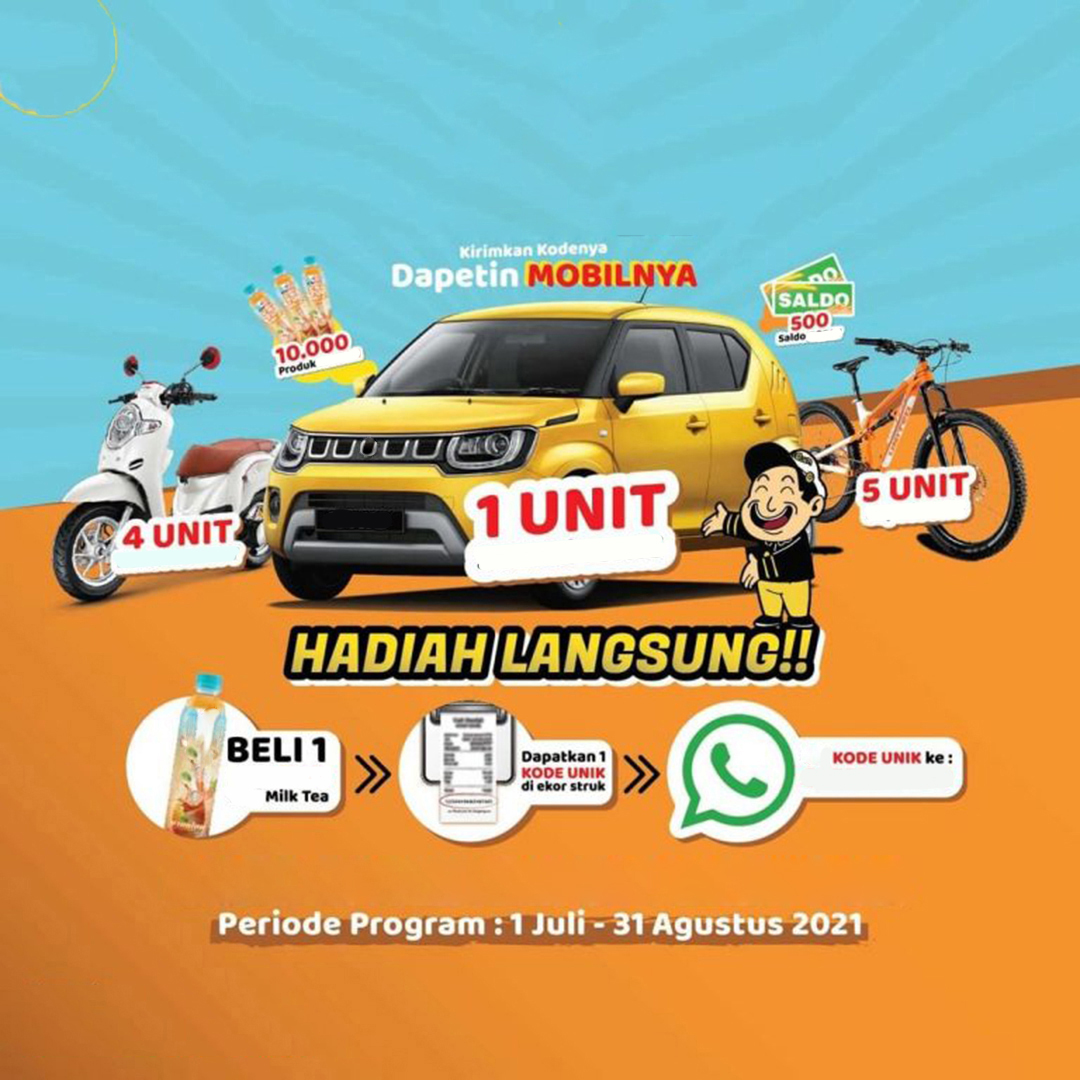 Kirimkan Kodenya
Dapetin MOBILNYA
10.000
Produk
SALDO
500
Saldo
4 UNIT
1 UNIT
5 UNIT
HADIAH LANGSUNG!!
BELI 1
Milk Tea
Dapatkan 1
KODE UNIK
di ekor struk
KODE UNIK ke :
Periode Program : 1 Juli - 31 Agustus 2021